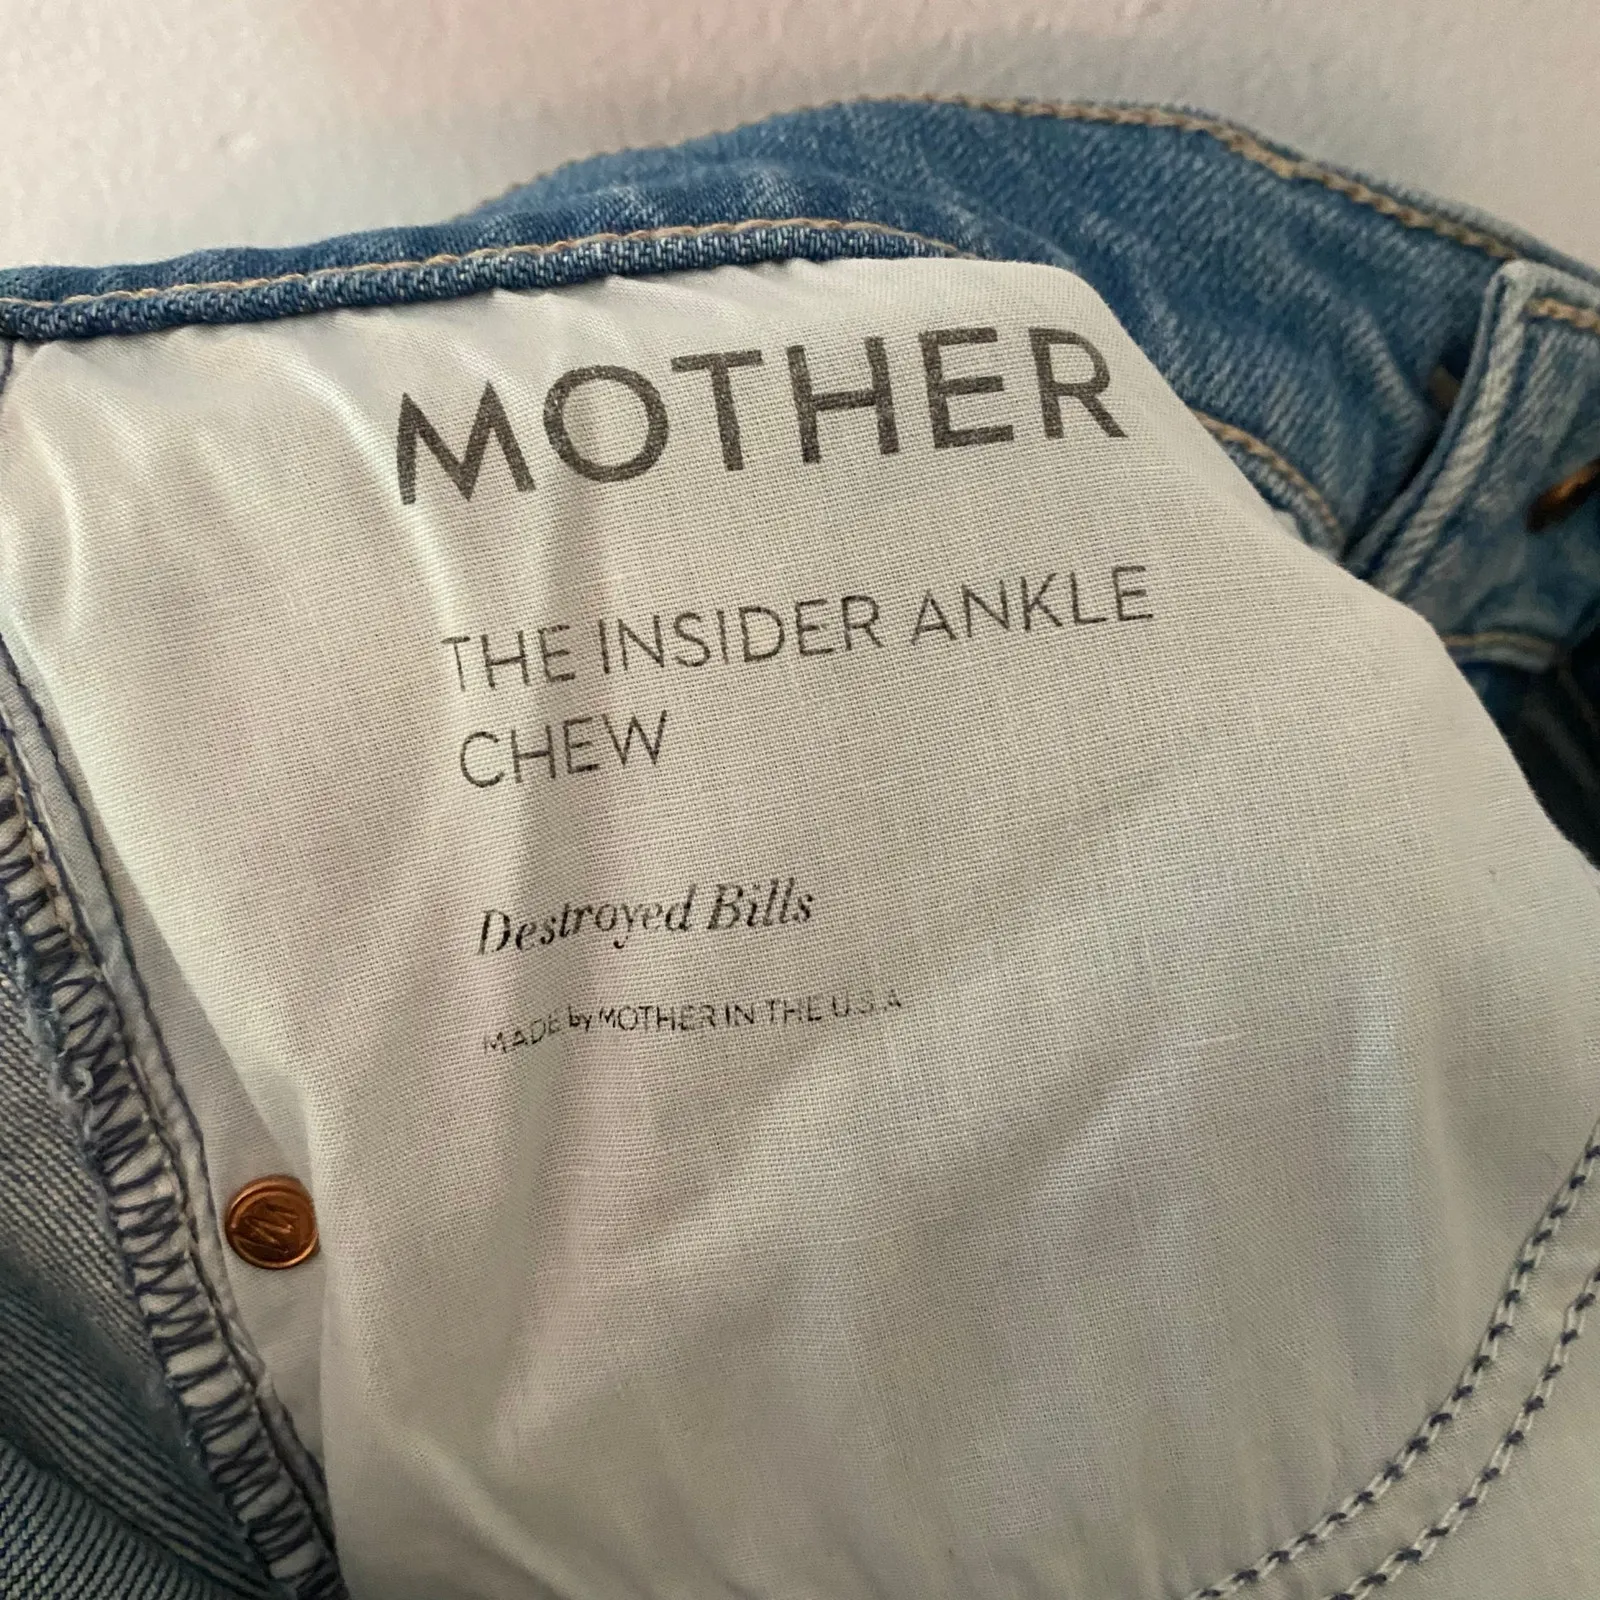 MOTHER
THE INSIDER ANKLE
CHEW
Destroyed Bills
MADE by MOTHER IN THE U.S.A